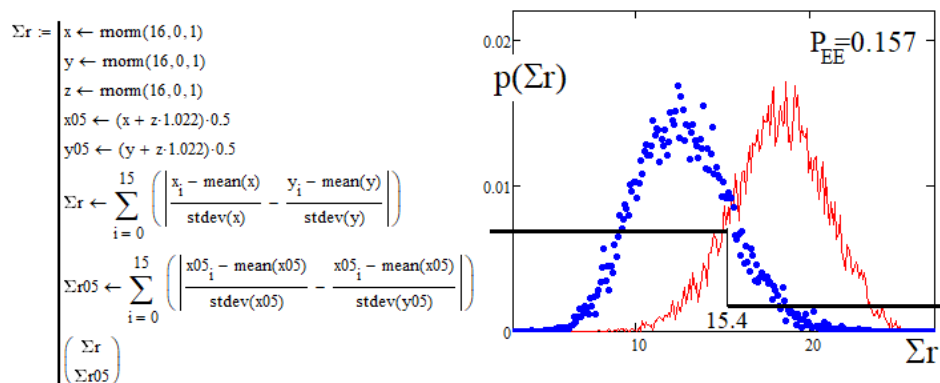 Σr := x ← rnorm(16,0,1)
y ← rnorm(16,0,1)
z ← rnorm(16,0,1)
x05 ← (x + z·1.022)·0.5
y05 ← (y + z·1.022)·0.5
Σr ← ∑_{i = 0}^{15} (|(x_i − mean(x))/stdev(x) − (y_i − mean(y))/stdev(y)|)
Σr05 ← ∑_{i = 0}^{15} (|(x05_i − mean(x05))/stdev(x05) − (x05_i − mean(x05))/stdev(y05)|)
(Σr
Σr05)
0.02
P_EE=0.157
p(Σr)
0.01
0
10
15.4
20
Σr